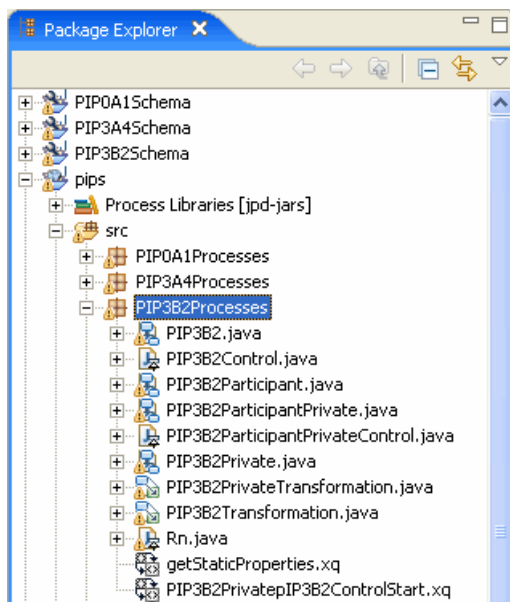 Package Explorer
PIP0A1Schema
PIP3A4Schema
PIP3B2Schema
pips
Process Libraries [jpd-jars]
src
PIP0A1Processes
PIP3A4Processes
PIP3B2Processes
PIP3B2.java
PIP3B2Control.java
PIP3B2Participant.java
PIP3B2ParticipantPrivate.java
PIP3B2ParticipantPrivateControl.java
PIP3B2Private.java
PIP3B2PrivateTransformation.java
PIP3B2Transformation.java
Rn.java
getStaticProperties.xq
PIP3B2PrivatepIP3B2ControlStart.xq